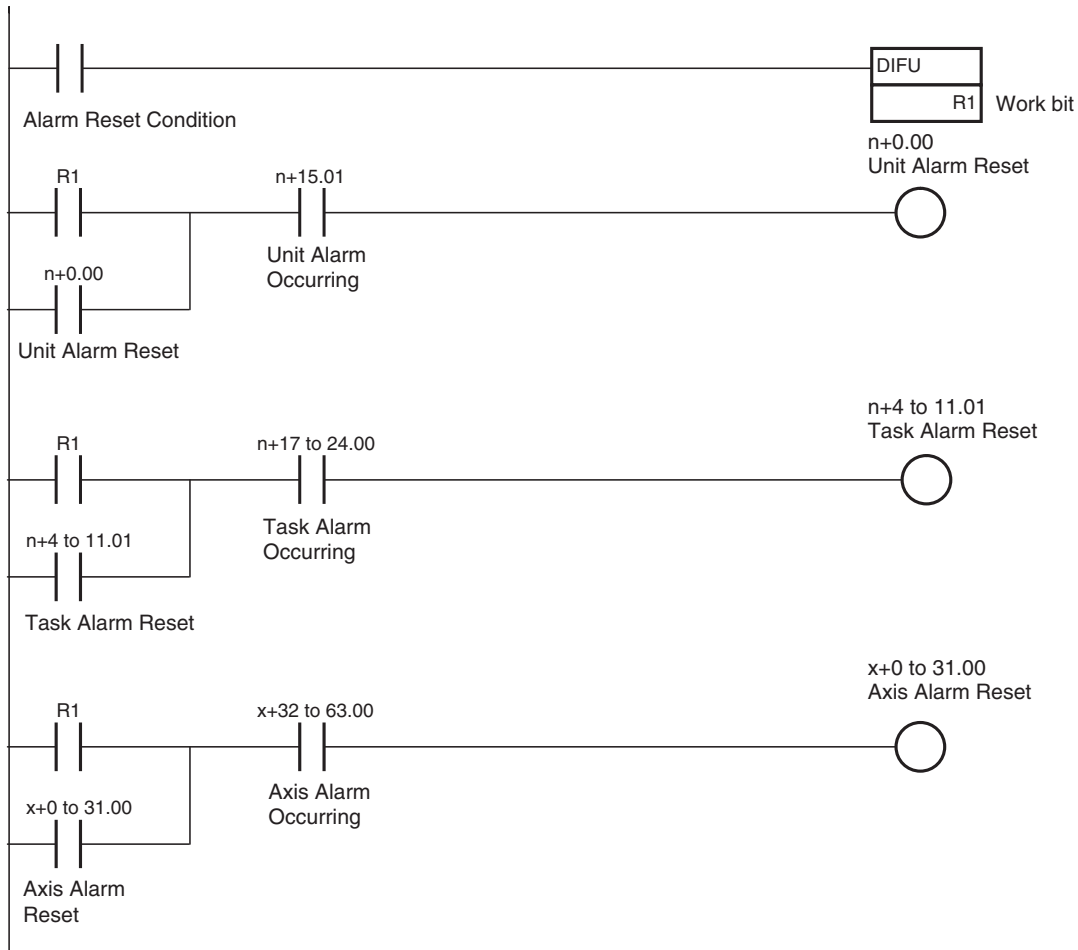 DIFU
R1 Work bit
Alarm Reset Condition
n+0.00
Unit Alarm Reset
R1
n+15.01
Unit Alarm
Occurring
n+0.00
Unit Alarm Reset
n+4 to 11.01
Task Alarm Reset
R1
n+17 to 24.00
Task Alarm
Occurring
n+4 to 11.01
Task Alarm Reset
x+0 to 31.00
Axis Alarm Reset
R1
x+32 to 63.00
Axis Alarm
Occurring
x+0 to 31.00
Axis Alarm
Reset